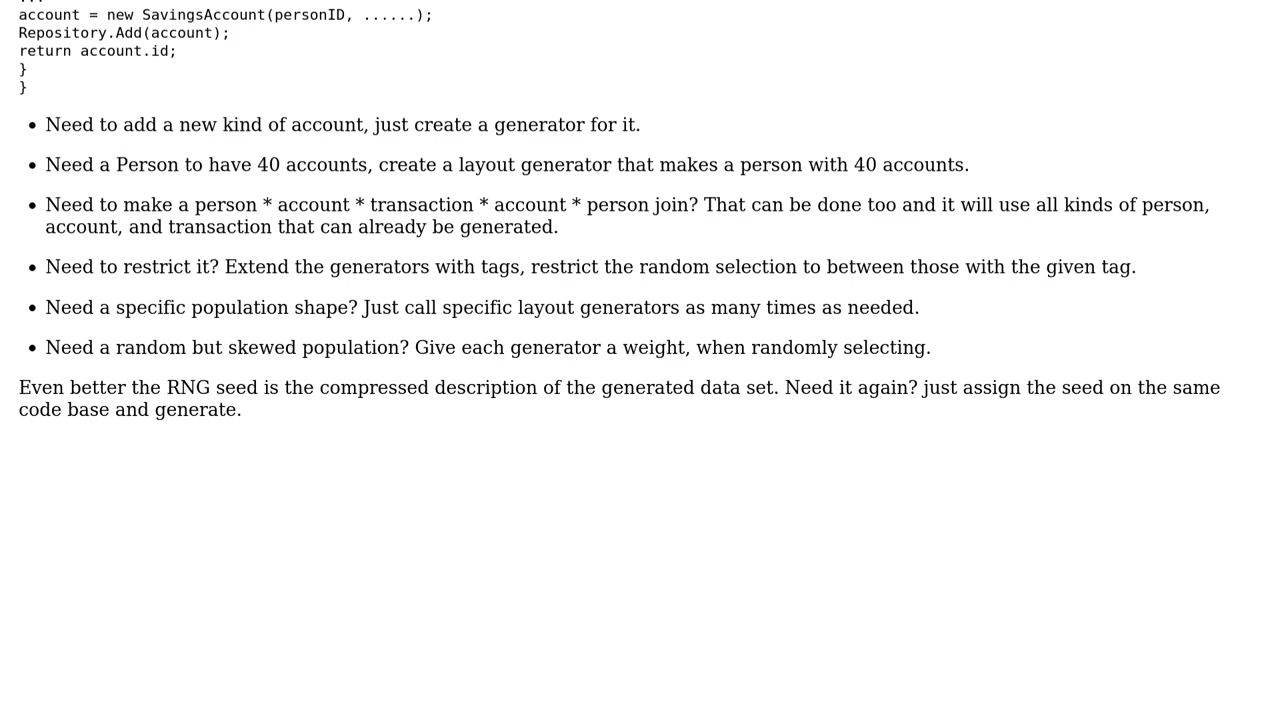 ...
account = new SavingsAccount(personID, ......);
Repository.Add(account);
return account.id;
}
}
• Need to add a new kind of account, just create a generator for it.
• Need a Person to have 40 accounts, create a layout generator that makes a person with 40 accounts.
• Need to make a person * account * transaction * account * person join? That can be done too and it will use all kinds of person,
account, and transaction that can already be generated.
• Need to restrict it? Extend the generators with tags, restrict the random selection to between those with the given tag.
• Need a specific population shape? Just call specific layout generators as many times as needed.
• Need a random but skewed population? Give each generator a weight, when randomly selecting.
Even better the RNG seed is the compressed description of the generated data set. Need it again? just assign the seed on the same
code base and generate.